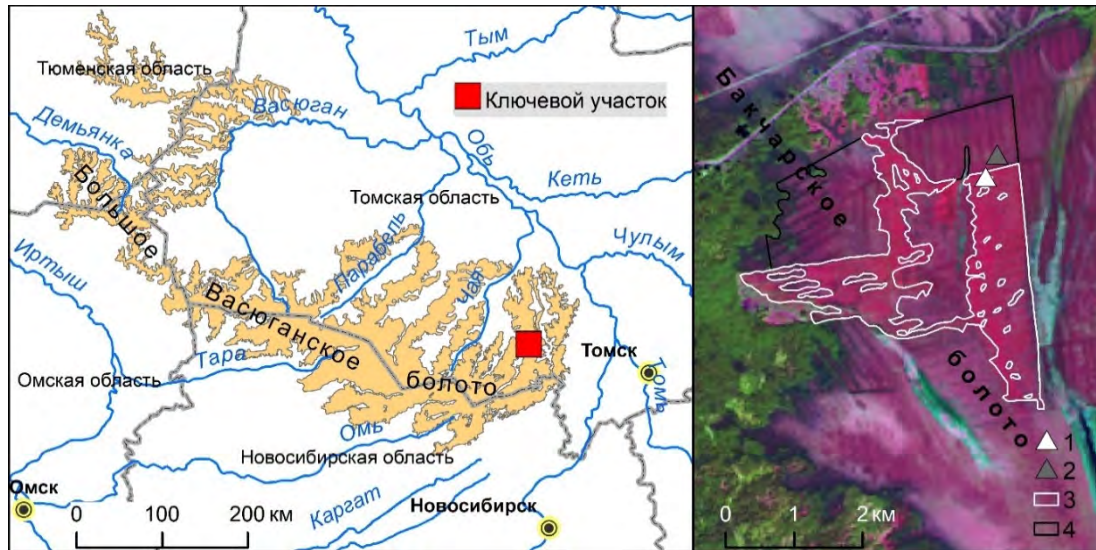 Тюменская область
Тым
Ключевой участок
Васюган
Демьянка
Обь
Кеть
Большое
Томская область
Чулым
Иртыш
Парабель
Чая
Васюганское
Томск
Тара
болото
Томь
Омская область
Омь
Новосибирская область
Омск
Каргат
Новосибирск
0 100 200 км
Бакчарское
болото
1
2
3
4
0 1 2 км